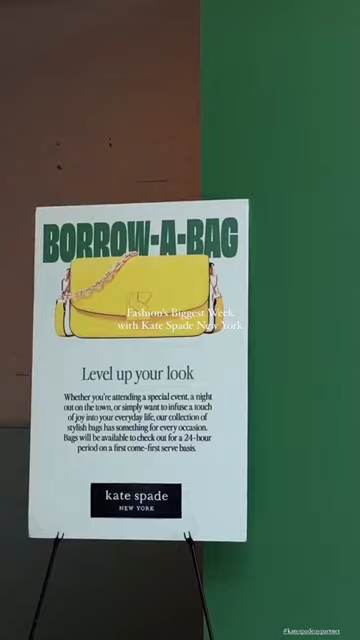 BORROW-A-BAG
Fashion's Biggest Week
with Kate Spade New York
Level up your look
Whether you're attending a special event, a night
out on the town, or simply want to infuse a touch
of joy into your everyday life, our collection of
stylish bags has something for every occasion.
Bags will be available to check out for a 24-hour
period on a first come-first serve basis.
kate spade
NEW YORK
#katespadenypartner